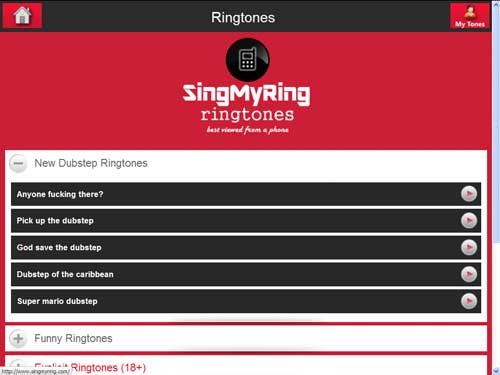 Ringtones
My Tones
SingMyRing
ringtones
best viewed from a phone
New Dubstep Ringtones
Anyone fucking there?
Pick up the dubstep
God save the dubstep
Dubstep of the caribbean
Super mario dubstep
Funny Ringtones
Explicit Ringtones (18+)
http://www.singmyring.com/